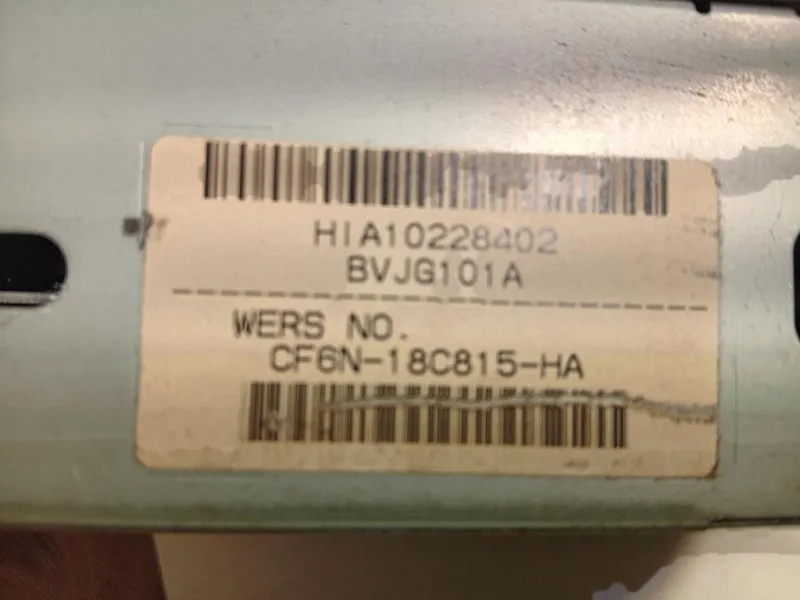 HIA10228402
BVJG101A
WERS NO.
CF6N-18C815-HA